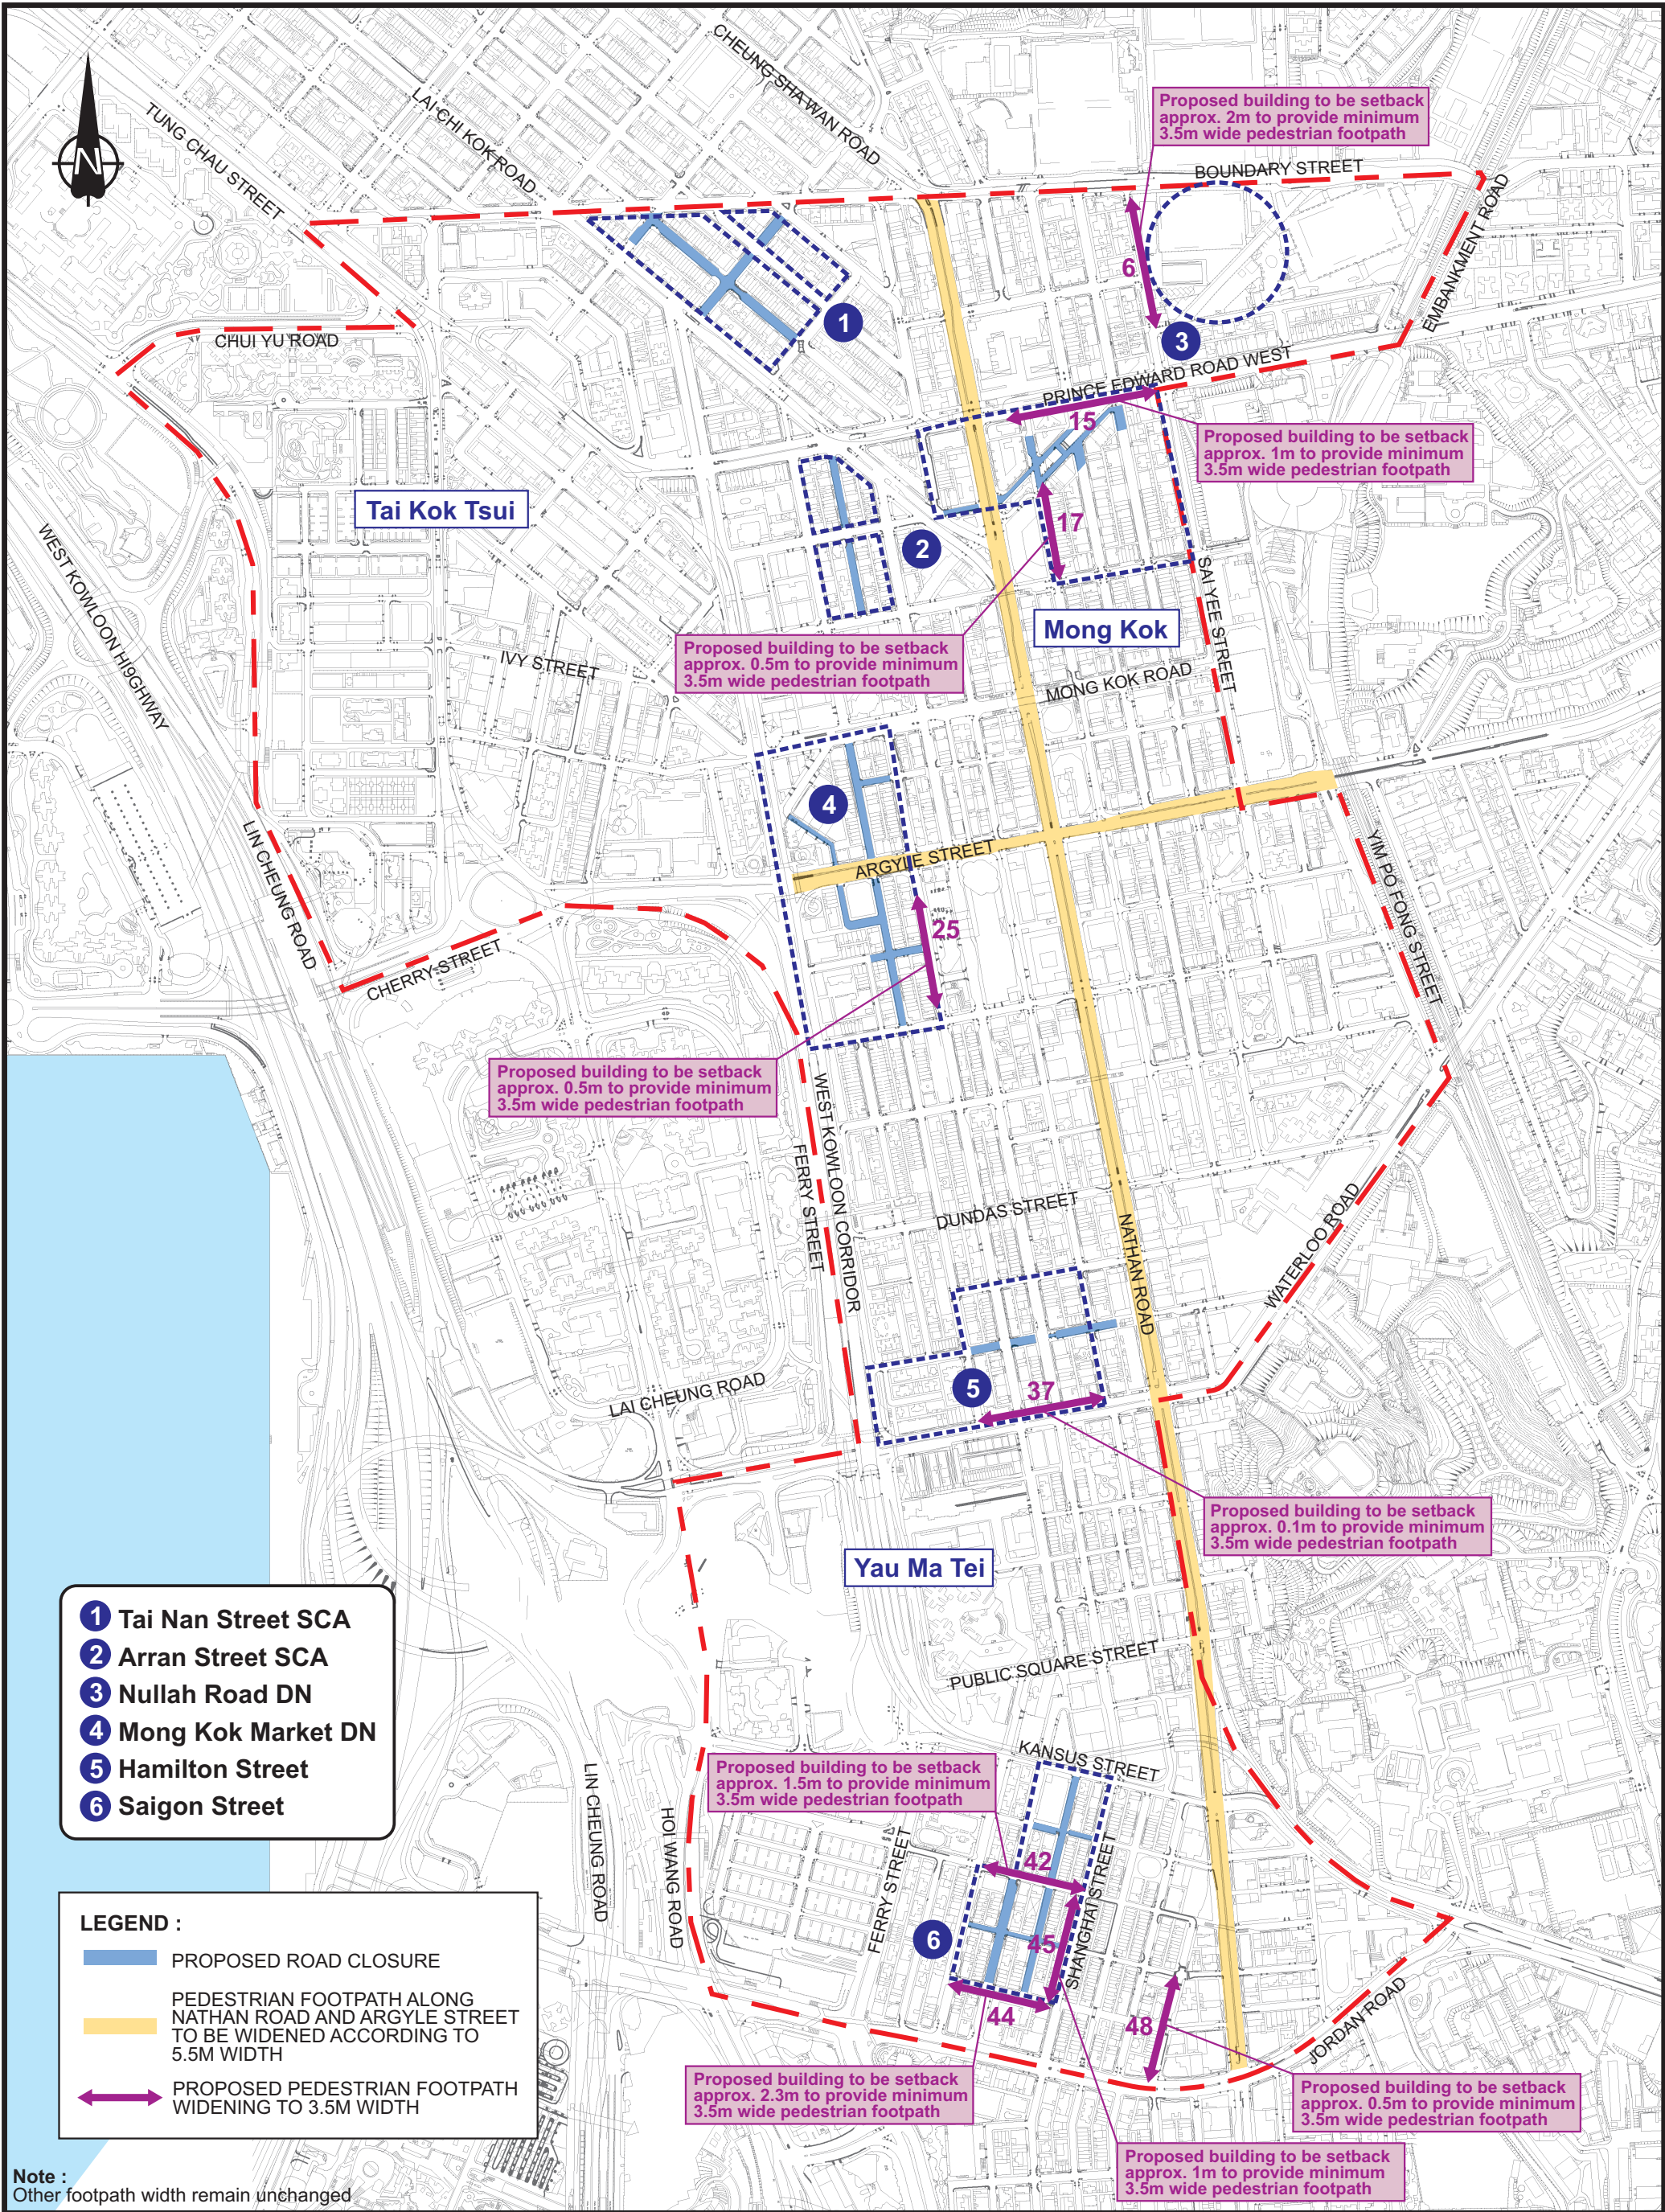 CHEUNG SHA WAN ROAD
LAI CHI KOK ROAD
TUNG CHAU STREET
N
Proposed building to be setback
approx. 2m to provide minimum
3.5m wide pedestrian footpath
BOUNDARY STREET
EMBANKMENT ROAD
6
1
3
CHUI YU ROAD
PRINCE EDWARD ROAD WEST
15
Proposed building to be setback
approx. 1m to provide minimum
3.5m wide pedestrian footpath
Tai Kok Tsui
17
2
WEST KOWLOON HI9GHWAY
SAI YEE STREET
Mong Kok
Proposed building to be setback
approx. 0.5m to provide minimum
3.5m wide pedestrian footpath
IVY STREET
MONG KOK ROAD
4
ARGYLE STREET
LIN CHEUNG ROAD
YIM PO FONG STREET
25
CHERRY STREET
Proposed building to be setback
approx. 0.5m to provide minimum
3.5m wide pedestrian footpath
WEST KOWLOON CORRIDOR
FERRY STREET
DUNDAS STREET
NATHAN ROAD
WATERLOO ROAD
LAI CHEUNG ROAD
5
37
Proposed building to be setback
approx. 0.1m to provide minimum
3.5m wide pedestrian footpath
Yau Ma Tei
1 Tai Nan Street SCA
2 Arran Street SCA
3 Nullah Road DN
4 Mong Kok Market DN
5 Hamilton Street
6 Saigon Street
PUBLIC SQUARE STREET
KANSUS STREET
Proposed building to be setback
approx. 1.5m to provide minimum
3.5m wide pedestrian footpath
LIN CHEUNG ROAD
HOI WANG ROAD
FERRY STREET
42
SHANGHAI STREET
6
45
44
48
JORDAN ROAD
LEGEND :
PROPOSED ROAD CLOSURE
PEDESTRIAN FOOTPATH ALONG
NATHAN ROAD AND ARGYLE STREET
TO BE WIDENED ACCORDING TO
5.5M WIDTH
PROPOSED PEDESTRIAN FOOTPATH
WIDENING TO 3.5M WIDTH
Proposed building to be setback
approx. 2.3m to provide minimum
3.5m wide pedestrian footpath
Proposed building to be setback
approx. 0.5m to provide minimum
3.5m wide pedestrian footpath
Proposed building to be setback
approx. 1m to provide minimum
3.5m wide pedestrian footpath
Note :
Other footpath width remain unchanged